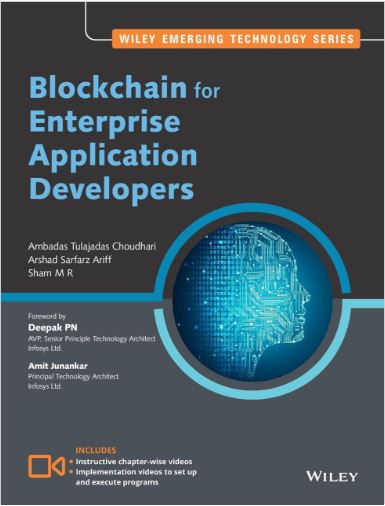 WILEY EMERGING TECHNOLOGY SERIES
Blockchain for
Enterprise
Application
Developers
Ambadas Tulajadas Choudhari
Arshad Sarfarz Ariff
Sham M R
Foreword by
Deepak PN
AVP, Senior Principle Technology Architect
Infosys Ltd.
Amit Junankar
Principal Technology Architect
Infosys Ltd.
INCLUDES
• Instructive chapter-wise videos
• Implementation videos to set up
and execute programs
WILEY